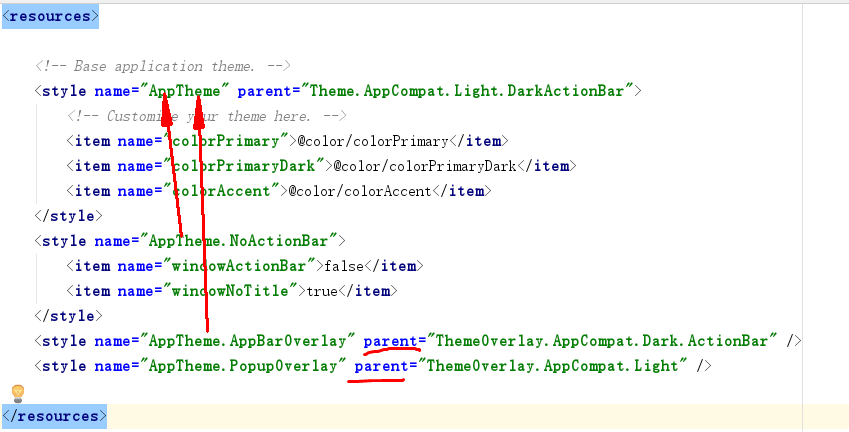 <resources>
<!-- Base application theme. -->
<style name="AppTheme" parent="Theme.AppCompat.Light.DarkActionBar">
<!-- Customize your theme here. -->
<item name="colorPrimary">@color/colorPrimary</item>
<item name="colorPrimaryDark">@color/colorPrimaryDark</item>
<item name="colorAccent">@color/colorAccent</item>
</style>
<style name="AppTheme.NoActionBar">
<item name="windowActionBar">false</item>
<item name="windowNoTitle">true</item>
</style>
<style name="AppTheme.AppBarOverlay" parent="ThemeOverlay.AppCompat.Dark.ActionBar" />
<style name="AppTheme.PopupOverlay" parent="ThemeOverlay.AppCompat.Light" />
</resources>